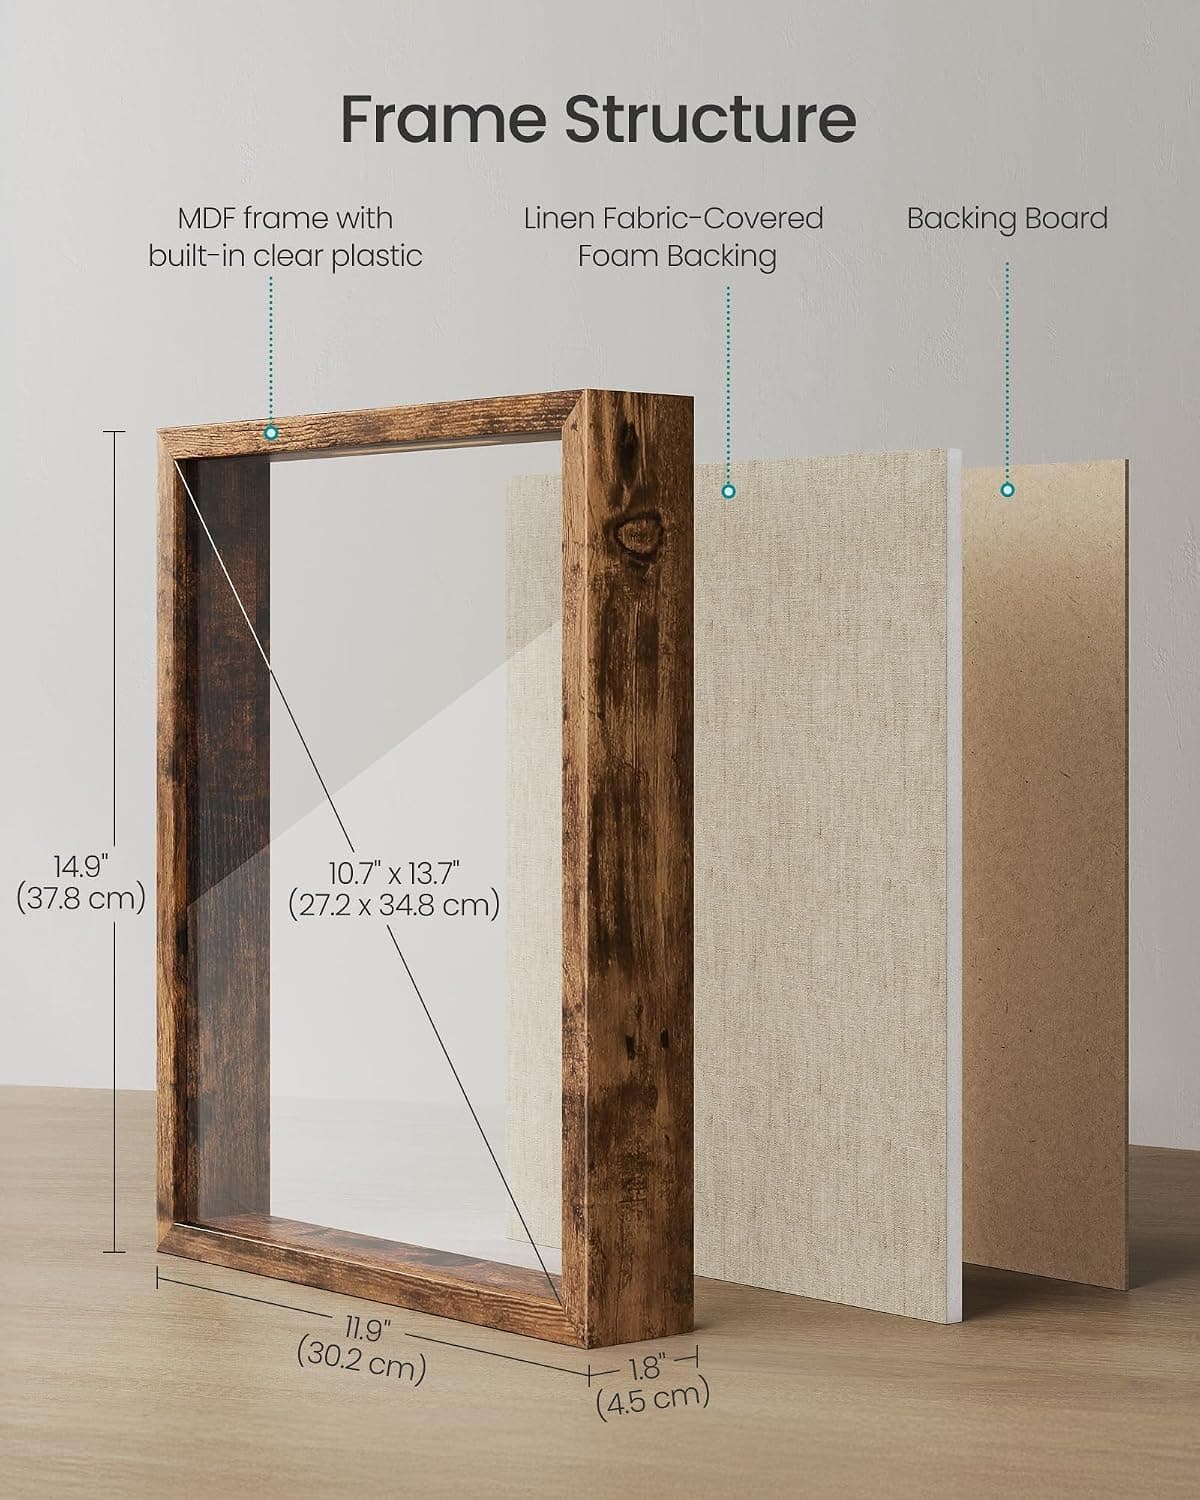 Frame Structure
MDF frame with
built-in clear plastic
Linen Fabric-Covered
Foam Backing
Backing Board
14.9"
(37.8 cm)
10.7" x 13.7"
(27.2 x 34.8 cm)
11.9"
(30.2 cm)
1.8"
(4.5 cm)